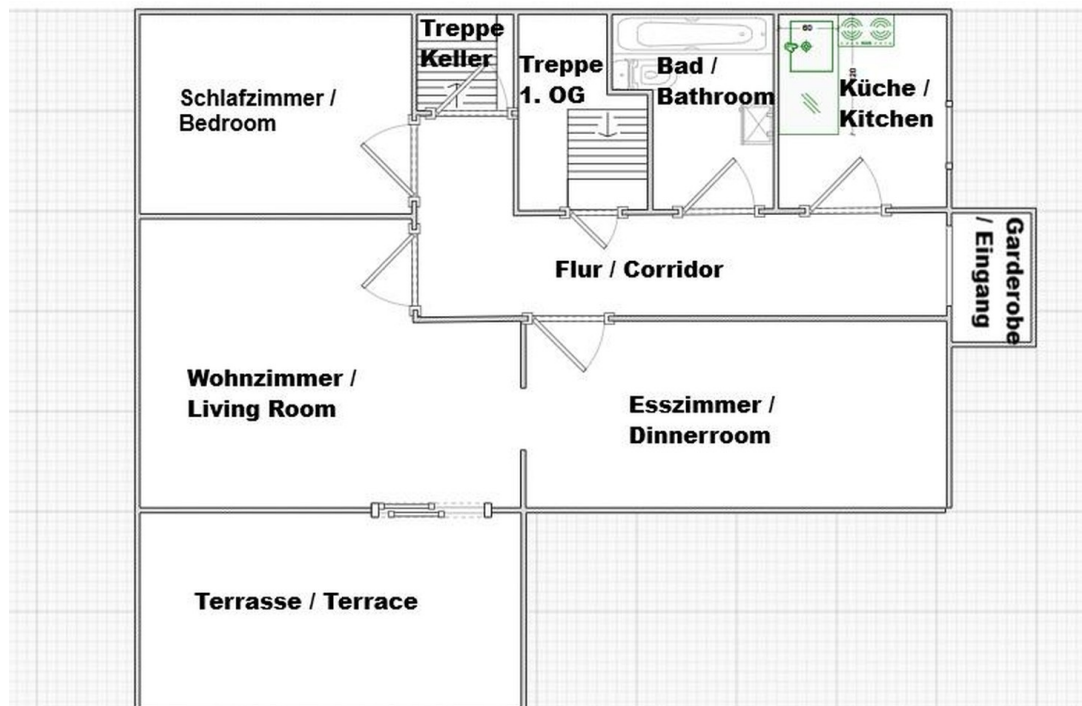 Treppe
Keller
Schlafzimmer /
Bedroom
Treppe
1. OG
Bad /
Bathroom
60
Küche /
Kitchen
Garderobe
/ Eingang
Flur / Corridor
Wohnzimmer /
Living Room
Esszimmer /
Dinnerroom
Terrasse / Terrace